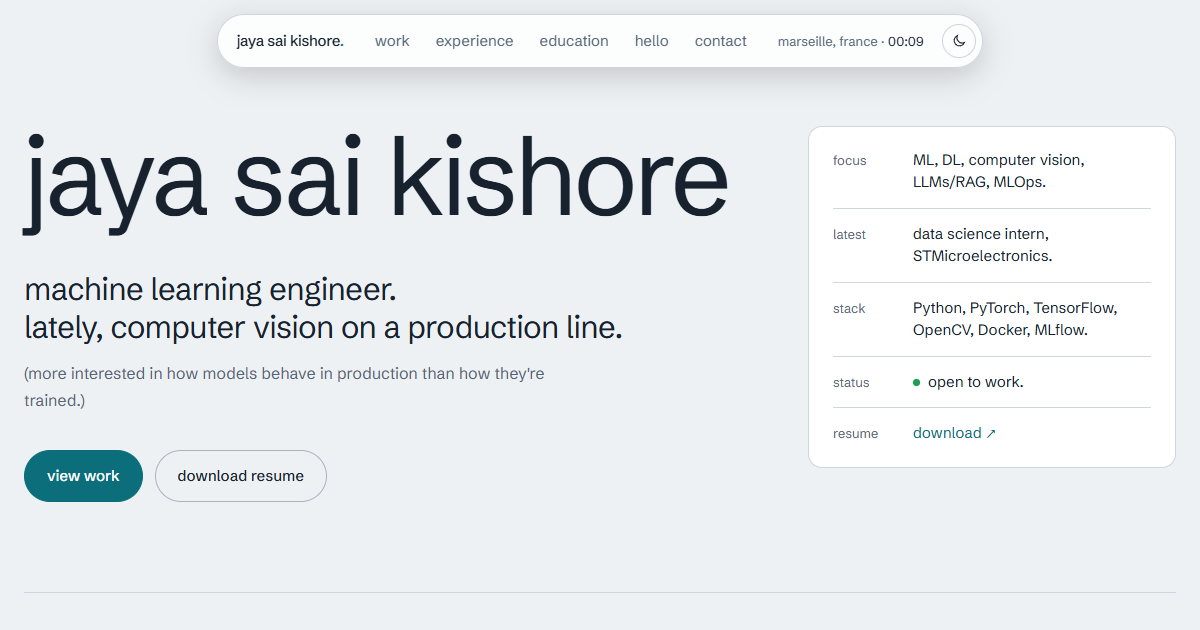 jaya sai kishore.
work
experience
education
hello
contact
marseille, france · 00:09
jaya sai kishore
machine learning engineer.
lately, computer vision on a production line.
(more interested in how models behave in production than how they're
trained.)
view work
download resume
focus
ML, DL, computer vision,
LLMs/RAG, MLOps.
latest
data science intern,
STMicroelectronics.
stack
Python, PyTorch, TensorFlow,
OpenCV, Docker, MLflow.
status
open to work.
resume
download ↗